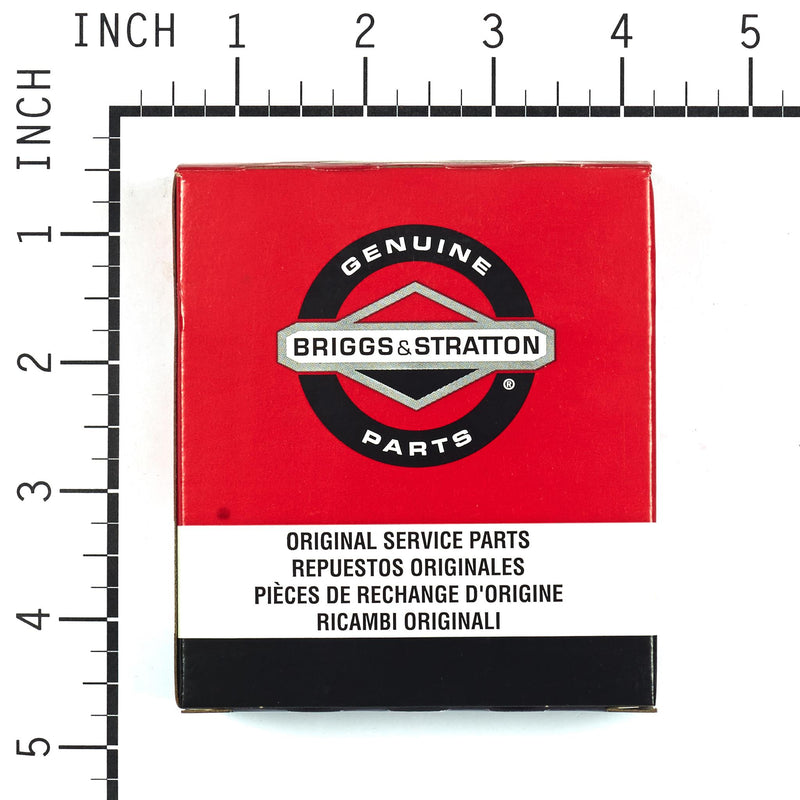 INCH 1 2 3 4 5
INCH
1
2
3
4
5
GENUINE
BRIGGS & STRATTON
®
PARTS
ORIGINAL SERVICE PARTS
REPUESTOS ORIGINALES
PIÈCES DE RECHANGE D'ORIGINE
RICAMBI ORIGINALI